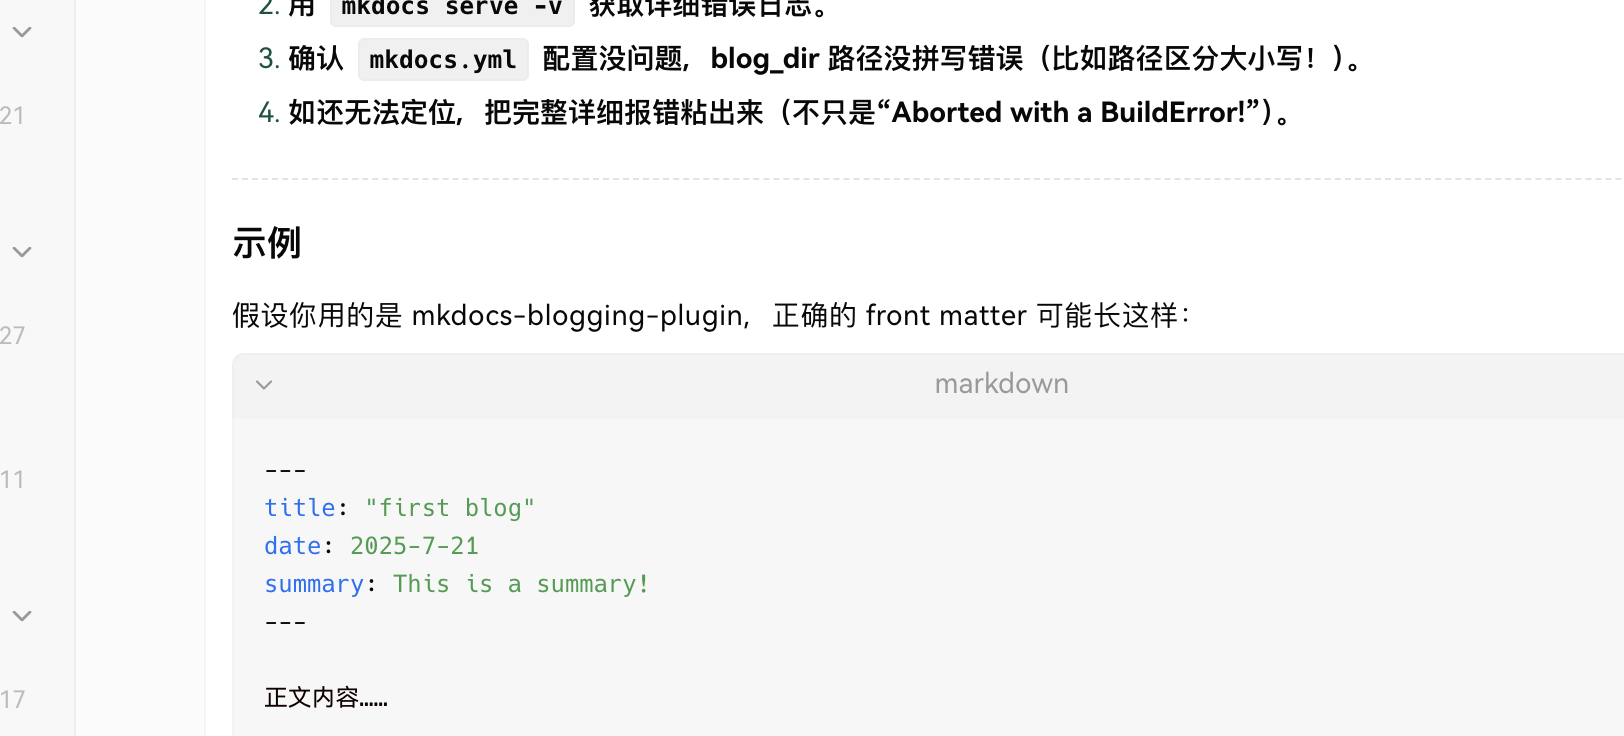 2. 用 mkdocs serve -v 获取详细错误日志。
3. 确认 mkdocs.yml 配置没问题，blog_dir 路径没拼写错误（比如路径区分大小写！）。
21
4. 如还无法定位，把完整详细报错粘出来（不只是“Aborted with a BuildError!”）。
示例
27
假设你用的是 mkdocs-blogging-plugin，正确的 front matter 可能长这样：
markdown
---
11
title: "first blog"
date: 2025-7-21
summary: This is a summary!
---
17
正文内容……